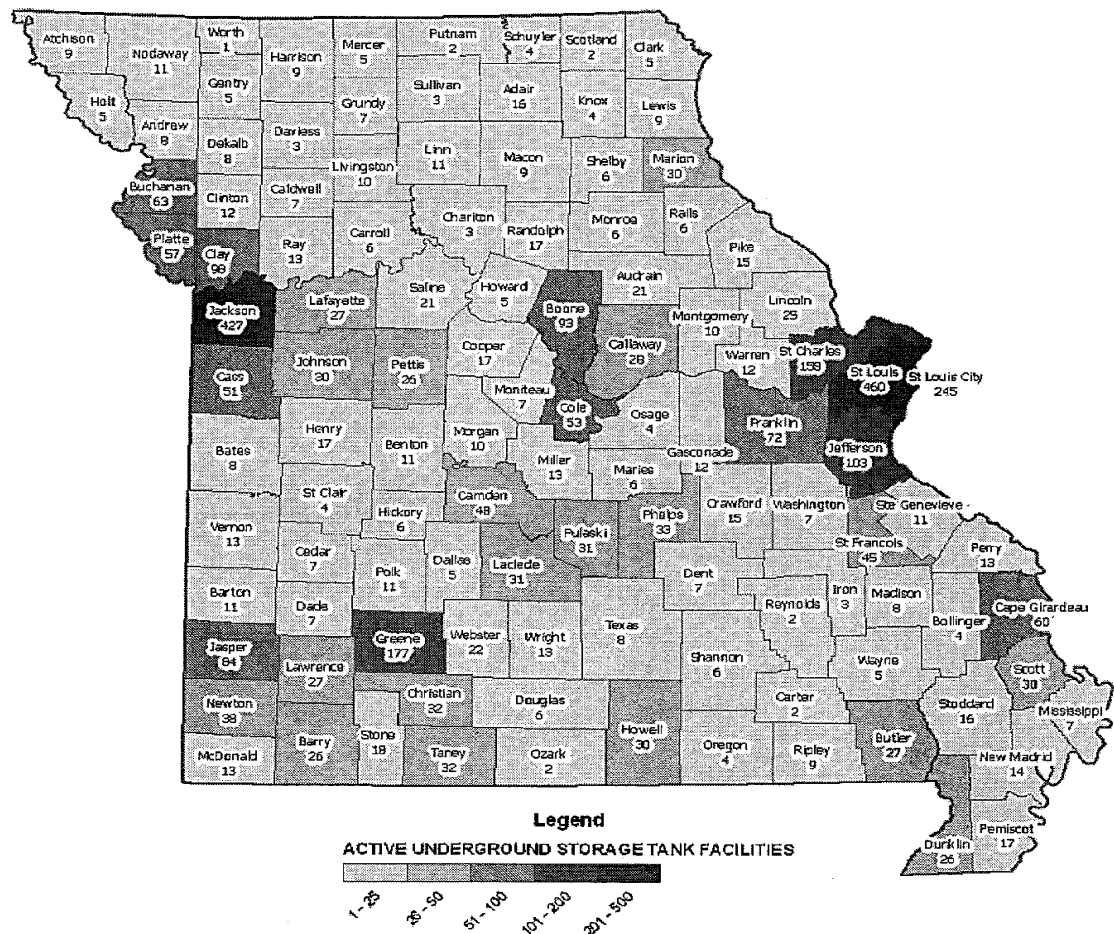 Atchison
9
Nodaway
11
Worth
1
Harrison
9
Mercer
5
Putnam
2
Schuyler
4
Scotland
2
Clark
5
Holt
5
Gentry
5
Grundy
7
Sullivan
3
Adair
16
Knox
4
Lewis
9
Andrew
8
Dekalb
8
Daviess
3
Livingston
10
Linn
11
Macon
9
Shelby
6
Marion
30
Buchanan
63
Clinton
12
Caldwell
7
Chariton
3
Randolph
17
Monroe
6
Ralls
6
Platte
57
Clay
98
Ray
13
Carroll
6
Pike
15
Jackson
427
Lafayette
27
Saline
21
Howard
5
Boone
93
Audrain
21
Lincoln
25
Montgomery
10
Callaway
28
Warren
12
St Charles
159
St Louis
460
St Louis City
245
Cass
51
Johnson
30
Pettis
26
Cooper
17
Moniteau
7
Cole
53
Osage
4
Gasconade
12
Franklin
72
Jefferson
103
Bates
8
Henry
17
Benton
11
Morgan
10
Miller
13
Maries
6
Crawford
15
Washington
7
Ste Genevieve
11
St Francois
45
Perry
13
Vernon
13
St Clair
4
Hickory
6
Camden
48
Pulaski
31
Phelps
33
Cedar
7
Polk
11
Dallas
5
Laclede
31
Dent
7
Iron
3
Madison
8
Bollinger
4
Cape Girardeau
60
Barton
11
Dade
7
Greene
177
Webster
22
Wright
13
Texas
8
Reynolds
2
Shannon
6
Wayne
5
Scott
30
Jasper
84
Lawrence
27
Christian
32
Douglas
6
Howell
30
Carter
2
Butler
27
Stoddard
16
Mississippi
7
Newton
38
Barry
26
Stone
18
Taney
32
Ozark
2
Oregon
4
Ripley
9
New Madrid
14
McDonald
13
Dunklin
26
Pemiscot
17
Legend
ACTIVE UNDERGROUND STORAGE TANK FACILITIES
1 - 25
26 - 50
51 - 100
101 - 200
201 - 500